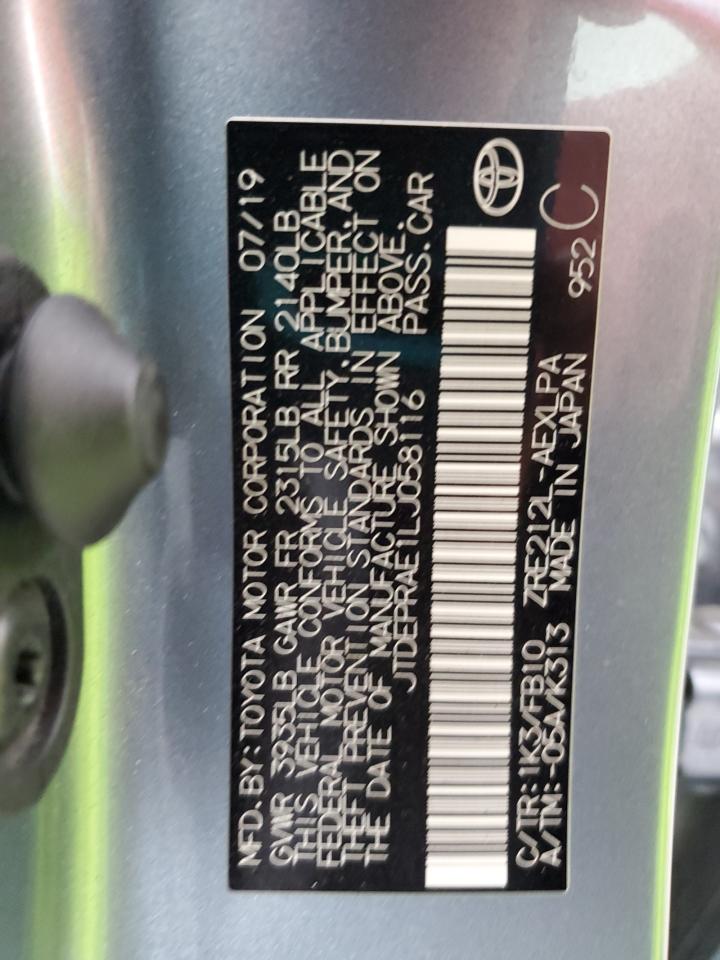 MFD. BY: TOYOTA MOTOR CORPORATION 07/19
GVWR 3935LB GAWR FR 2315LB RR 2140LB
THIS VEHICLE CONFORMS TO ALL APPLICABLE
FEDERAL MOTOR VEHICLE SAFETY, BUMPER, AND
THEFT PREVENTION STANDARDS IN EFFECT ON
THE DATE OF MANUFACTURE SHOWN ABOVE.
JTDEPRAE1LJ058116 PASS. CAR
C/TR: 1K3/FB10 ZRE212L-AEXLPA 952 C
A/TM: -05A/K313 MADE IN JAPAN